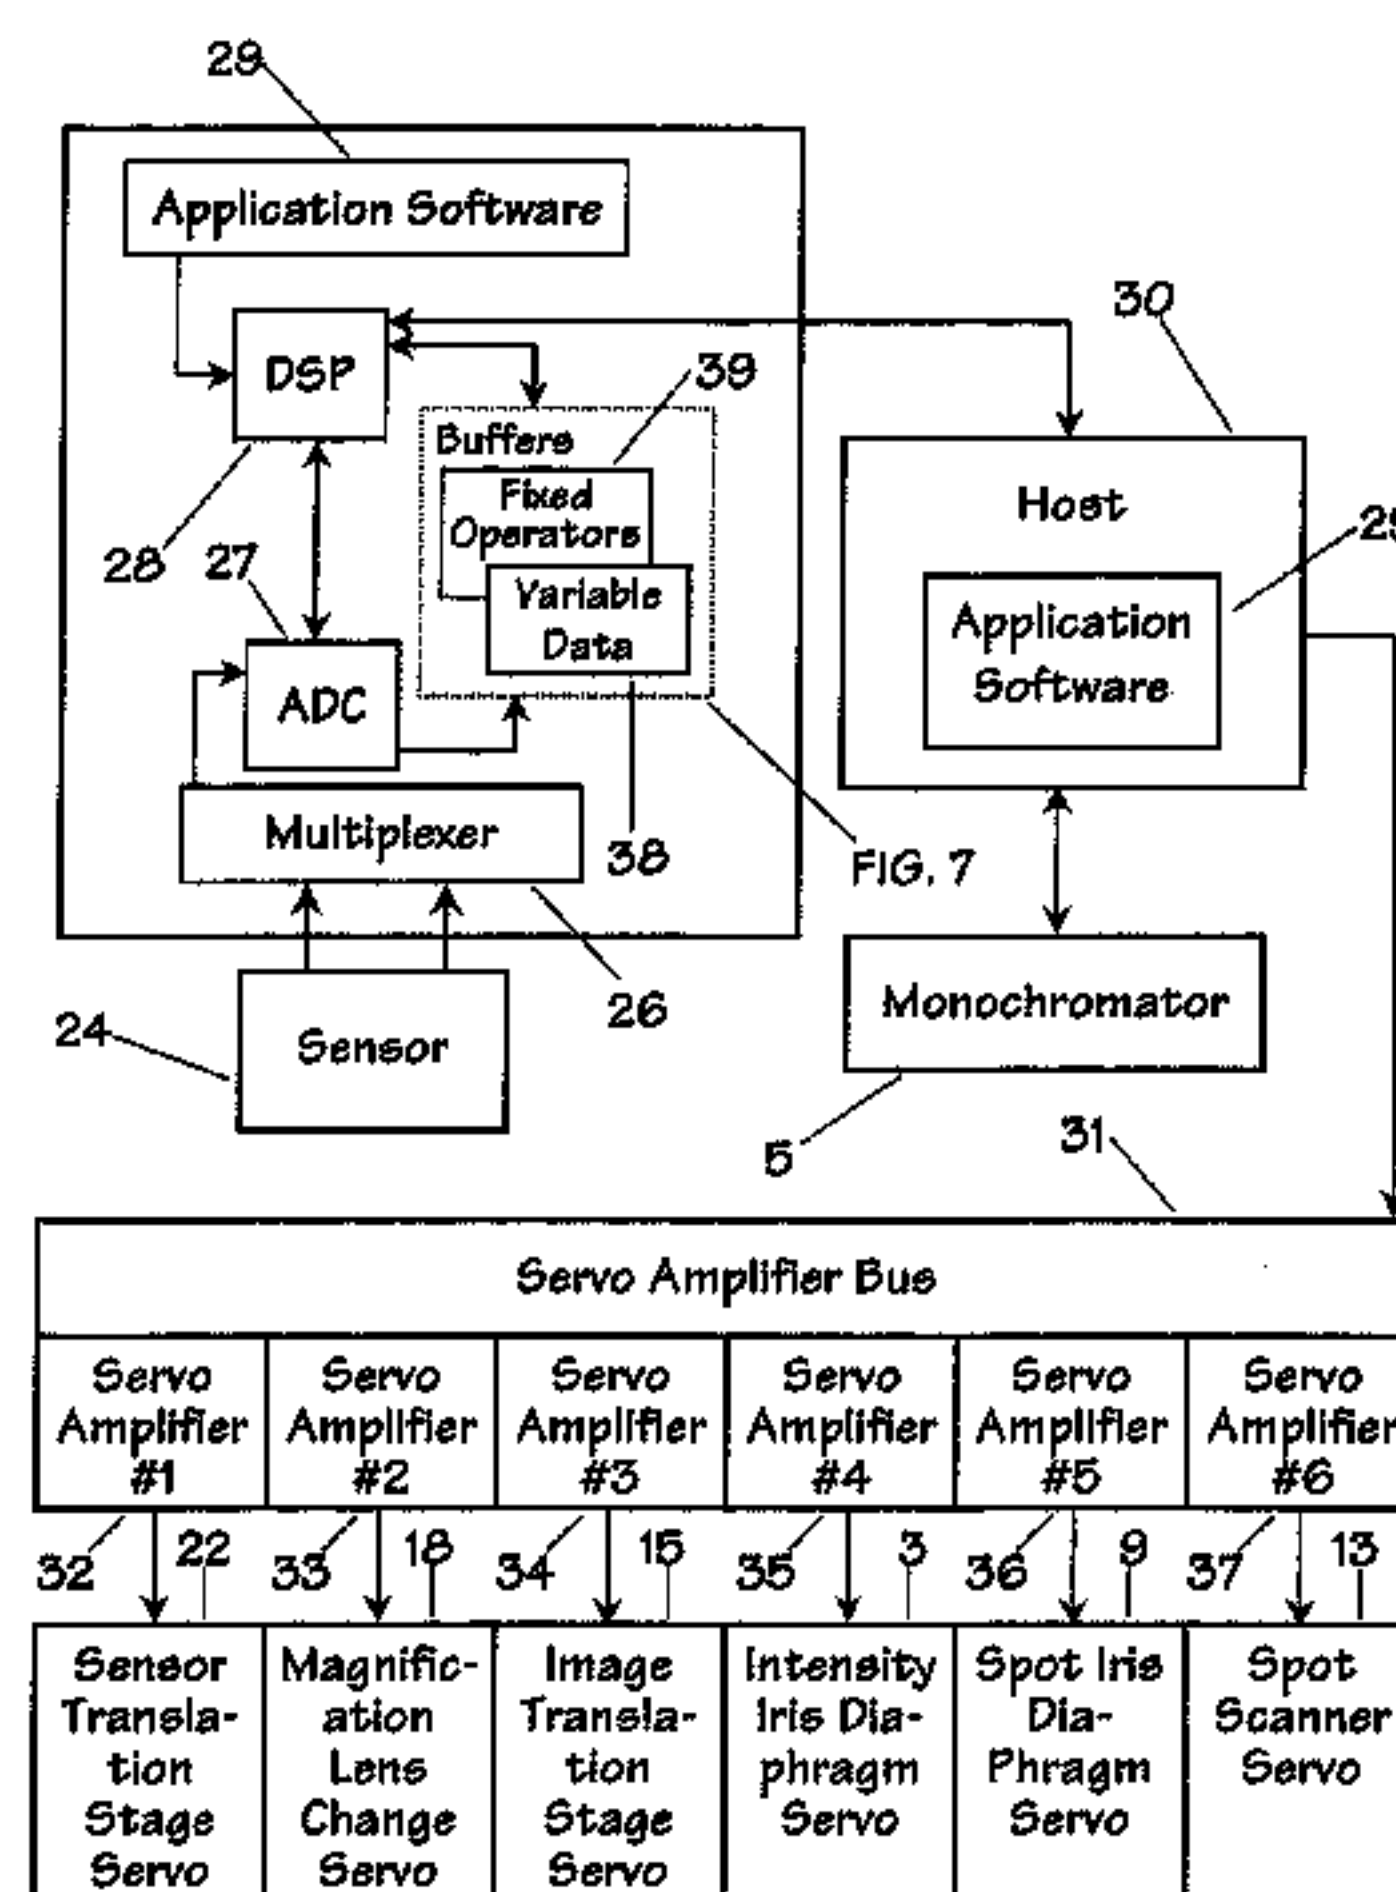 29
Application Software
30
DSP
39
Buffers
Fixed
Operators
Host
28
27
Variable
Data
Application
Software
ADC
Multiplexer
38
FIG. 7
26
Monochromator
24
Sensor
5
31
Servo Amplifier Bus
Servo
Amplifier
#1
Servo
Amplifier
#2
Servo
Amplifier
#3
Servo
Amplifier
#4
Servo
Amplifier
#5
Servo
Amplifier
#6
32
22
33
18
34
15
35
3
36
9
37
13
Sensor
Transla-
tion
Stage
Servo
Magnific-
ation
Lens
Change
Servo
Image
Transla-
tion
Stage
Servo
Intensity
Iris Dia-
phragm
Servo
Spot Iris
Dia-
Phragm
Servo
Spot
Scanner
Servo